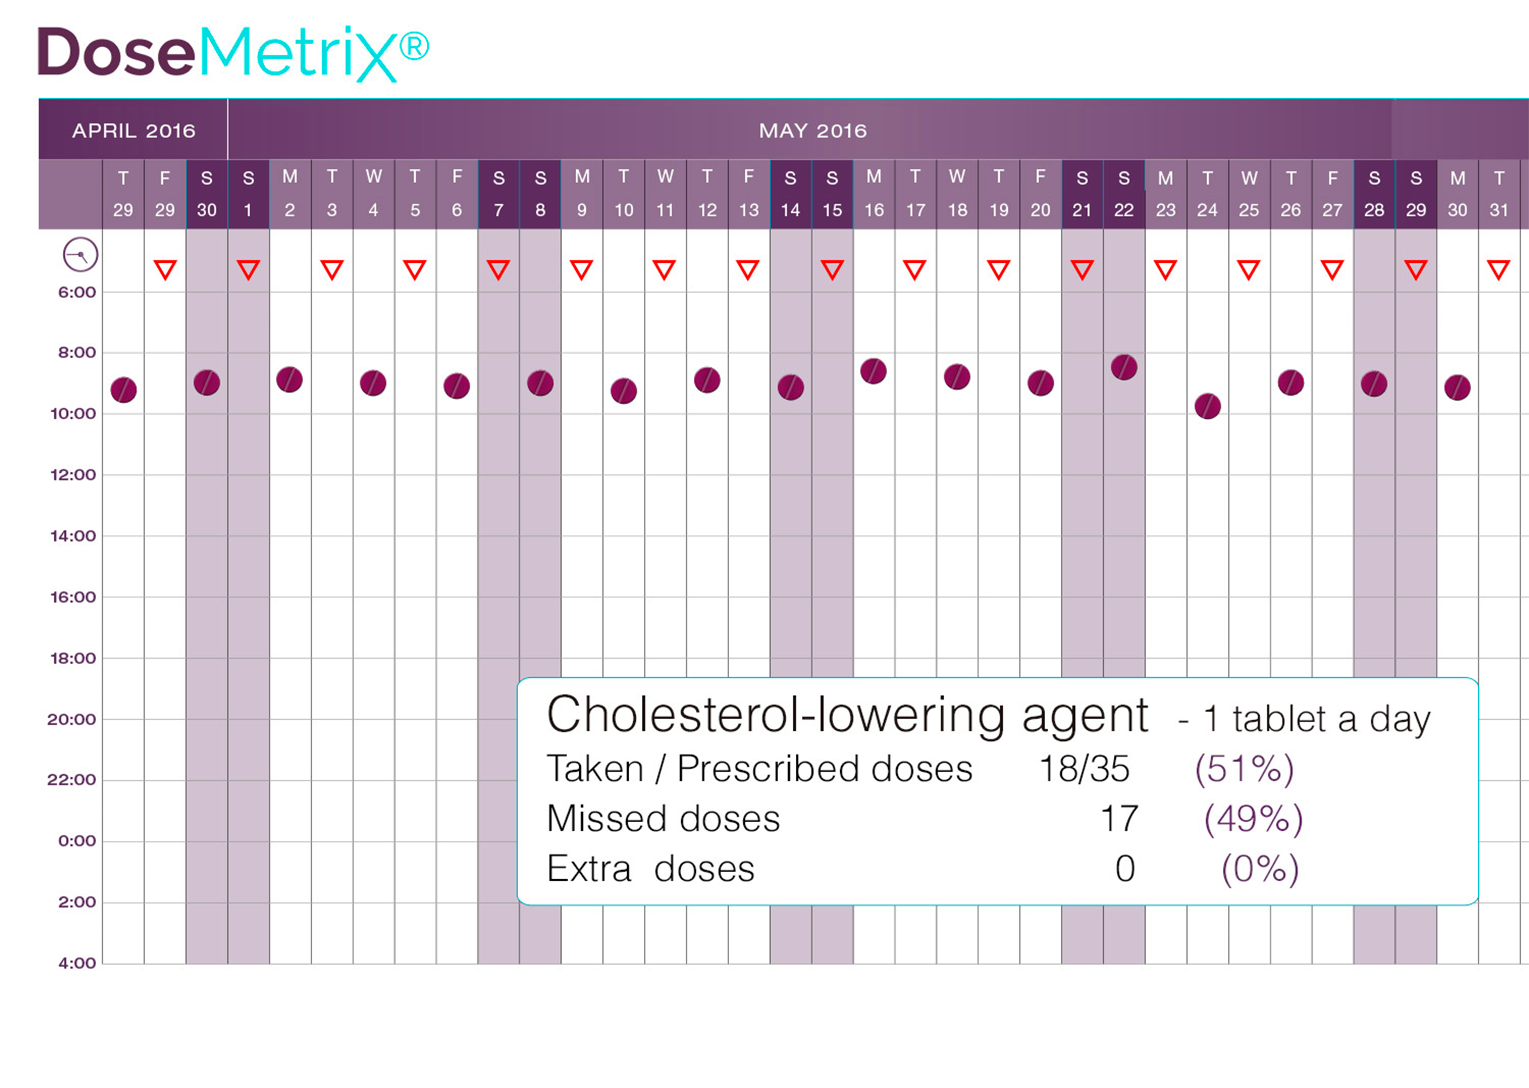 DoseMetriX®
APRIL 2016 MAY 2016
T F S S M T W T F S S M T W T F S S M T W T F S S M T W T F S S M T
29 29 30 1 2 3 4 5 6 7 8 9 10 11 12 13 14 15 16 17 18 19 20 21 22 23 24 25 26 27 28 29 30 31
6:00
8:00
10:00
12:00
14:00
16:00
18:00
20:00
22:00
0:00
2:00
4:00
Cholesterol-lowering agent - 1 tablet a day
Taken / Prescribed doses 18/35 (51%)
Missed doses 17 (49%)
Extra doses 0 (0%)